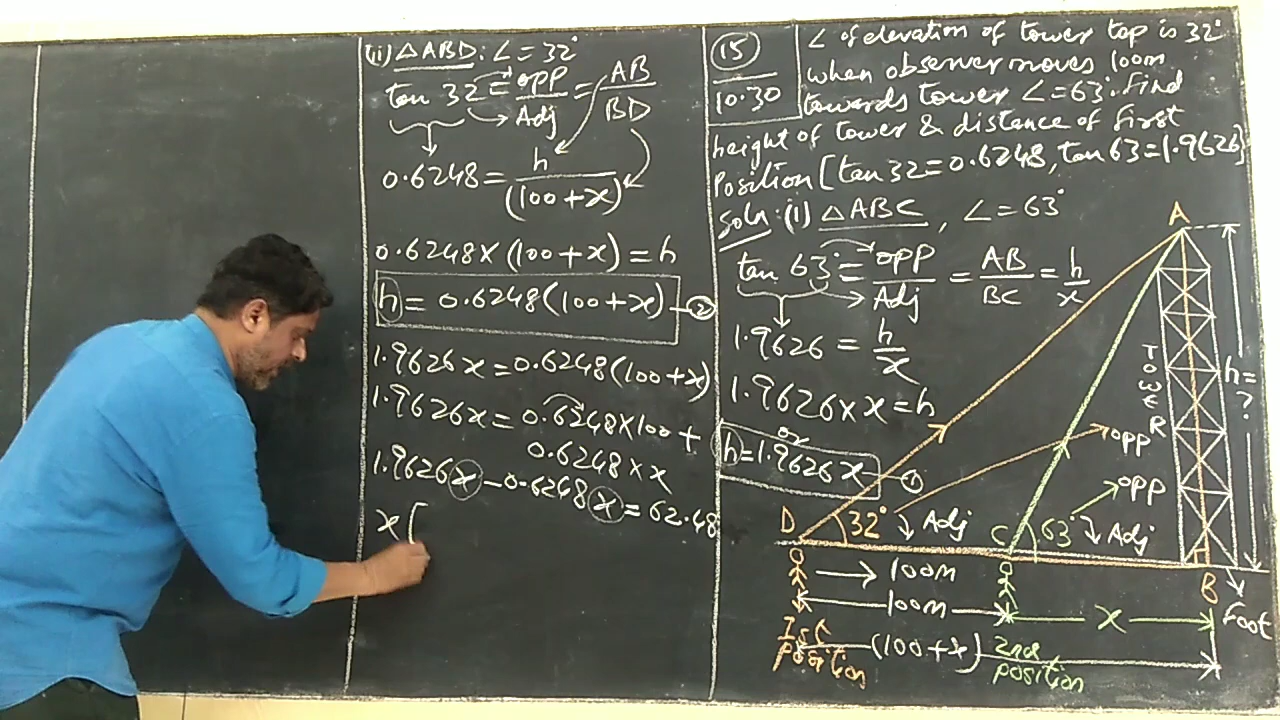 (15) 10.30
∠ of elevation of tower top is 32°
when observer moves 100m
towards tower ∠=63°. Find
height of tower & distance of first
position [tan 32=0.6248, tan 63=1.9626]
Soln: (i) △ABC, ∠=63°
tan 63° = opp/Adj = AB/BC = h/x
1.9626 = h/x
1.9626 × x = h
or
h=1.9626 x —①
(ii) △ABD: ∠=32°
tan 32 = opp/Adj = AB/BD
0.6248 = h/(100+x)
0.6248 × (100+x) = h
h = 0.6248(100+x) —②
1.9626 x = 0.6248(100+x)
1.9626x = 0.6248×100 +
0.6248 × x
1.9626x - 0.6248x = 62.48
x[
A
TOWER
h=
?
opp
opp
D 32° ↓ Adj C 63° ↓ Adj
B
Foot
→ 100m
100m
x
(100+x)
Ist
position
2nd
position